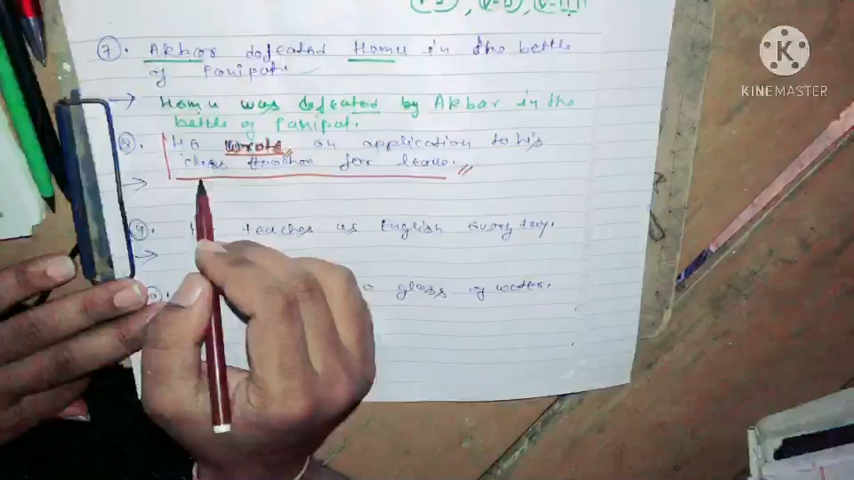 7. Akbar defeated Hemu in the battle
of Panipat.
→ Hemu was defeated by Akbar in the
battle of Panipat.
8. He wrote an application to his
class teacher for leave.
→
9. teaches us English every day.
→
glass of water.
KINEMASTER